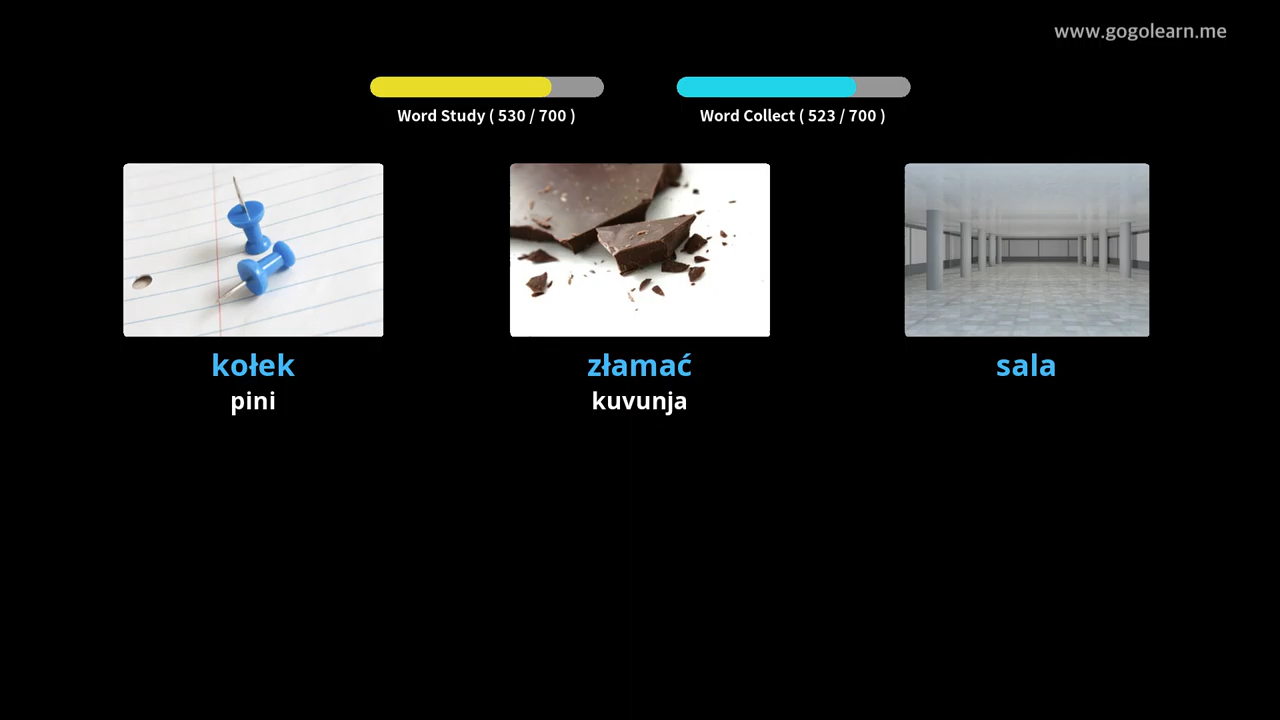 www.gogolearn.me
Word Study ( 530 / 700 )
Word Collect ( 523 / 700 )
kołek
pini
złamać
kuvunja
sala